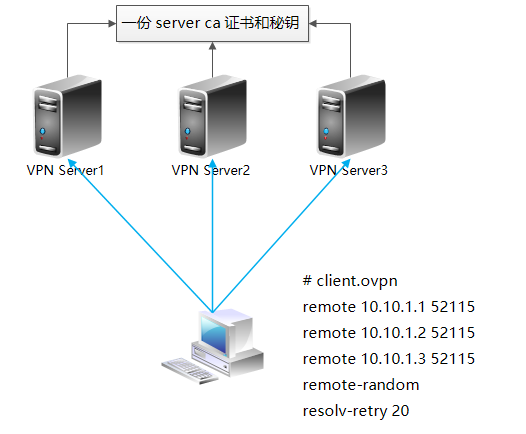 一份 server ca 证书和秘钥
VPN Server1
VPN Server2
VPN Server3
# client.ovpn
remote 10.10.1.1 52115
remote 10.10.1.2 52115
remote 10.10.1.3 52115
remote-random
resolv-retry 20